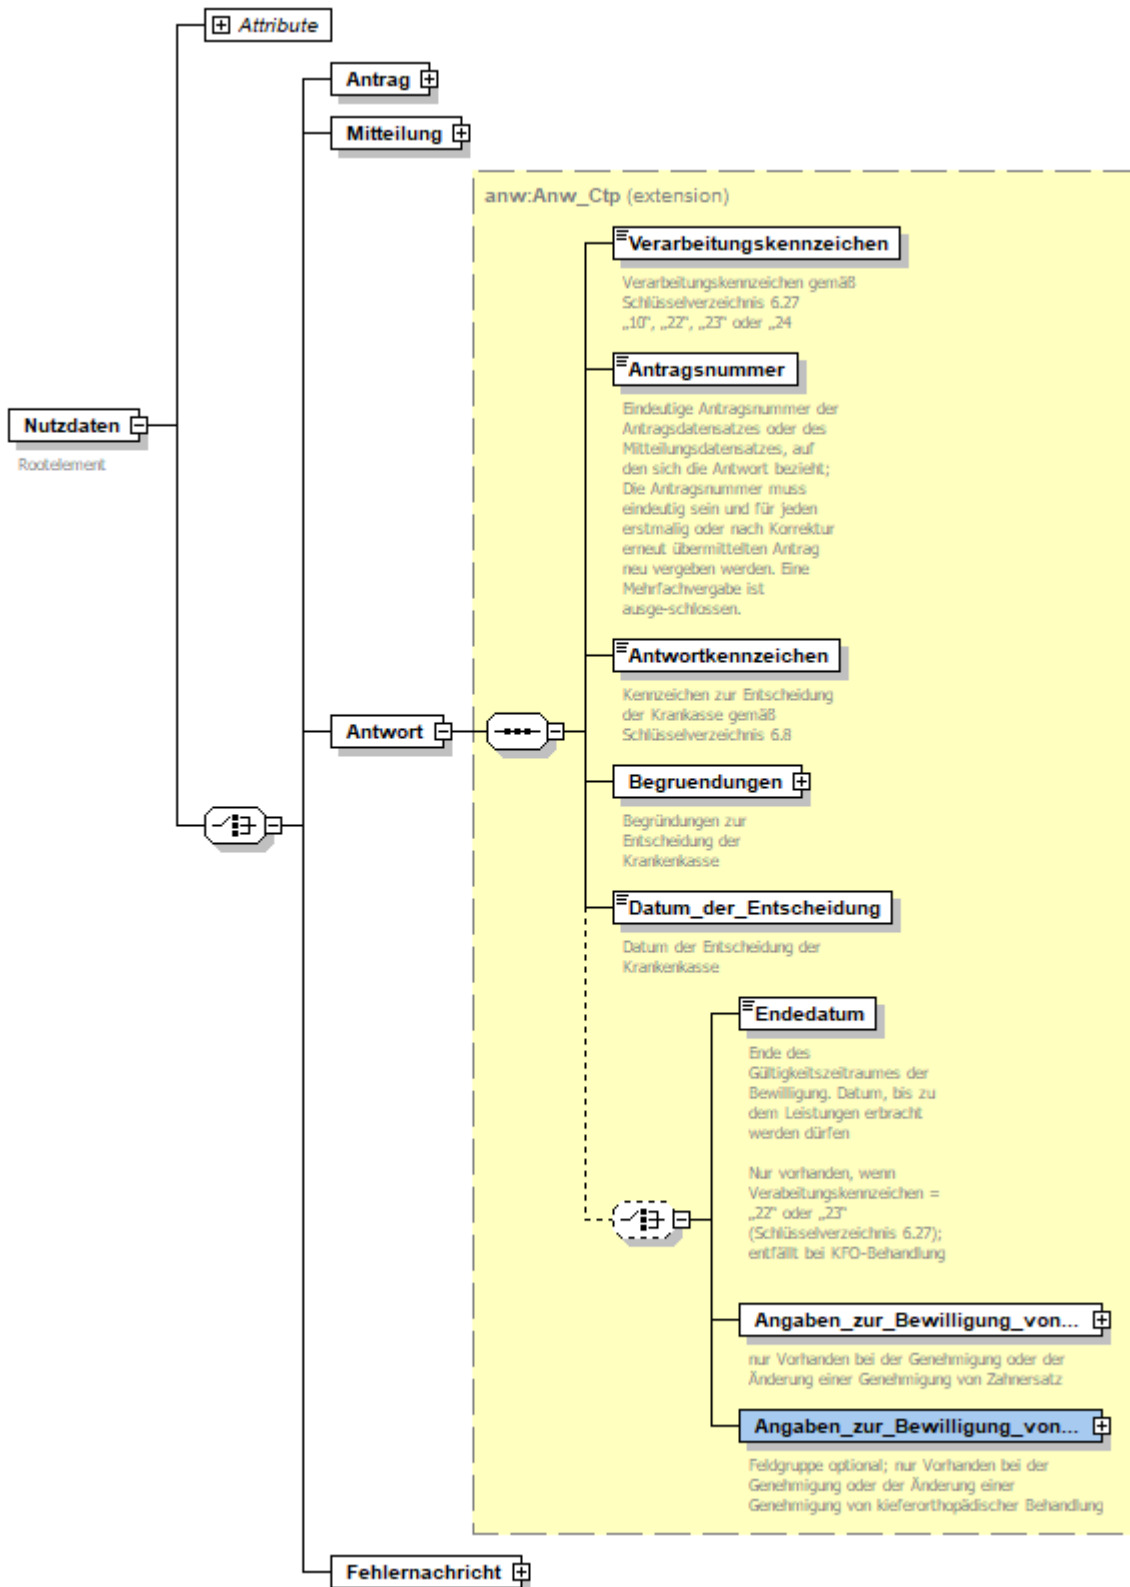 Attribute
Antrag
Mitteilung
anw:Anw_Ctp (extension)
Verarbeitungskennzeichen
Verarbeitungskennzeichen gemäß
Schlüsselverzeichnis 6.27
„10“, „22“, „23“ oder „24
Antragsnummer
Eindeutige Antragsnummer der
Antragsdatensatzes oder des
Mitteilungsdatensatzes, auf
den sich die Antwort bezieht;
Die Antragsnummer muss
eindeutig sein und für jeden
erstmalig oder nach Korrektur
erneut übermittelten Antrag
neu vergeben werden. Eine
Mehrfachvergabe ist
ausge-schlossen.
Nutzdaten
Rootelement
Antwortkennzeichen
Kennzeichen zur Entscheidung
der Krankasse gemäß
Schlüsselverzeichnis 6.8
Antwort
Begruendungen
Begründungen zur
Entscheidung der
Krankenkasse
Datum_der_Entscheidung
Datum der Entscheidung der
Krankenkasse
Endedatum
Ende des
Gültigkeitszeitraumes der
Bewilligung. Datum, bis zu
dem Leistungen erbracht
werden dürfen
Nur vorhanden, wenn
Verabeitungskennzeichen =
„22“ oder „23“
(Schlüsselverzeichnis 6.27);
entfällt bei KFO-Behandlung
Angaben_zur_Bewilligung_von...
nur Vorhanden bei der Genehmigung oder der
Änderung einer Genehmigung von Zahnersatz
Angaben_zur_Bewilligung_von...
Feldgruppe optional; nur Vorhanden bei der
Genehmigung oder der Änderung einer
Genehmigung von kieferorthopädischer Behandlung
Fehlernachricht